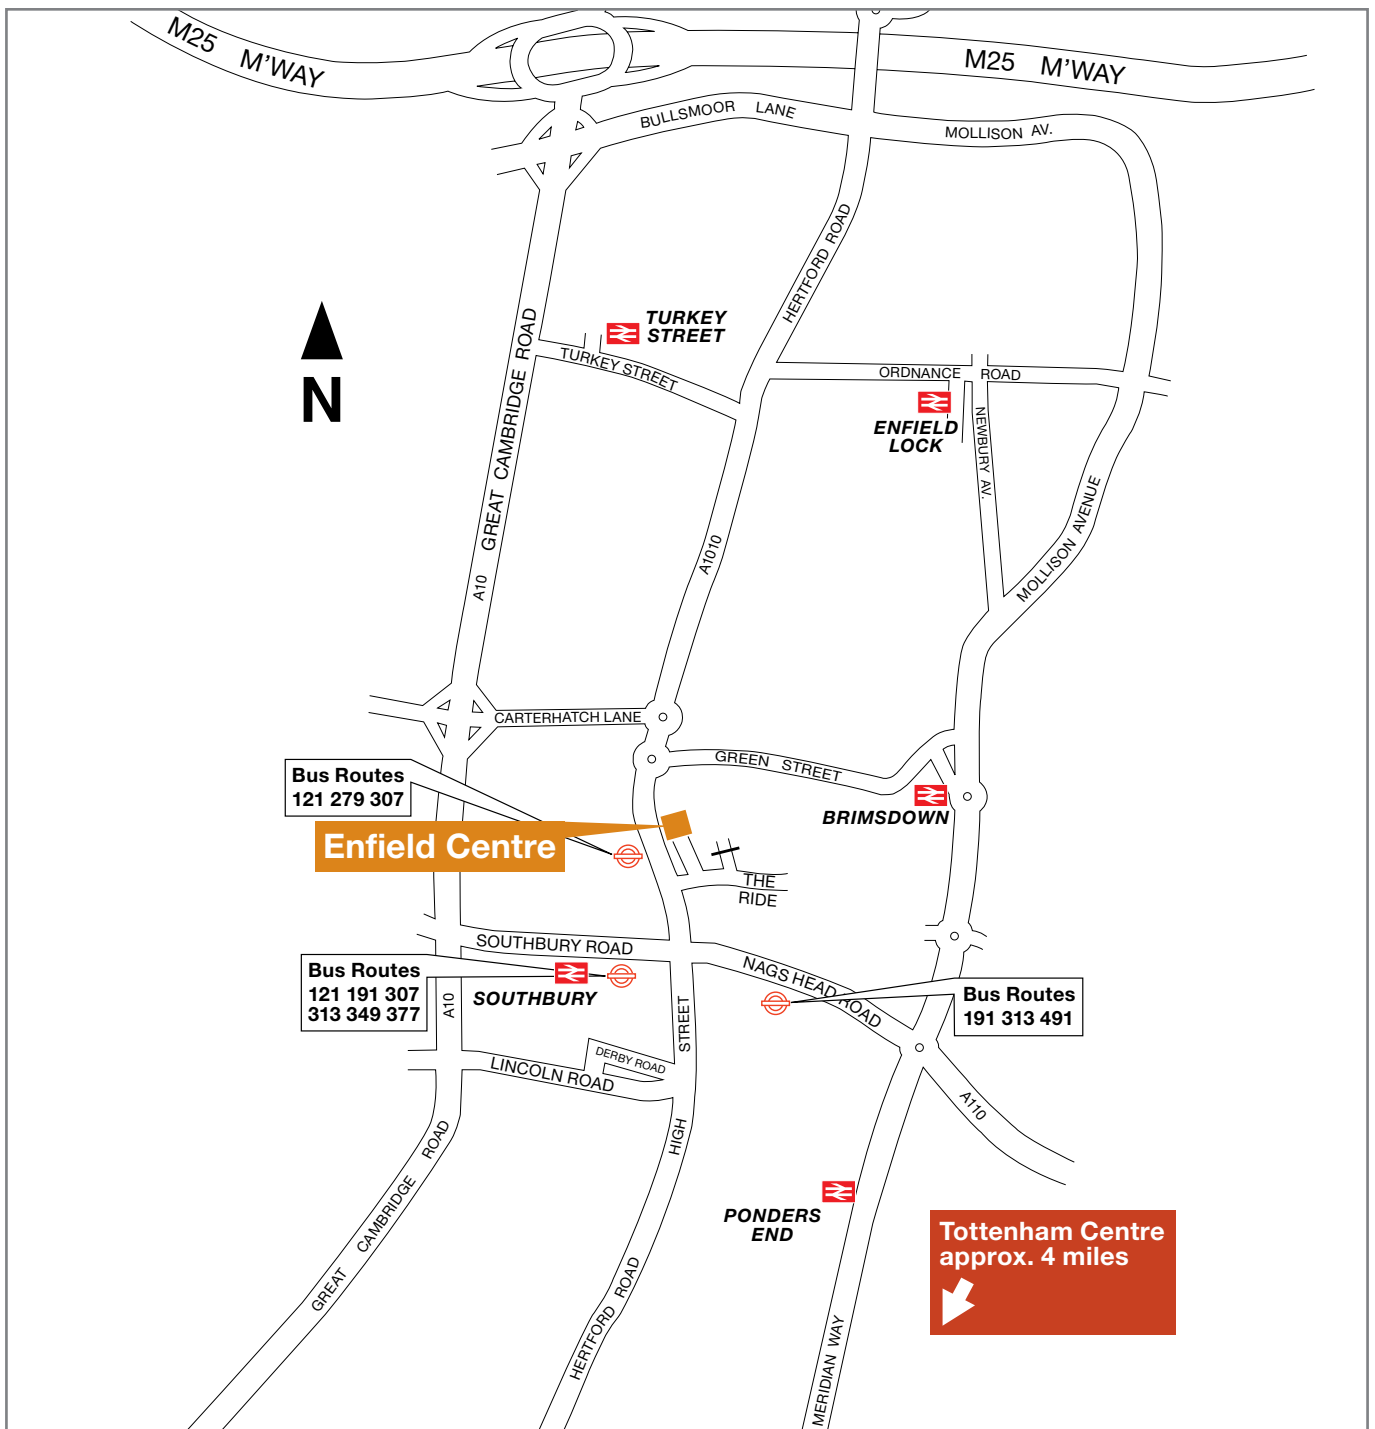 M25 M'WAY
M25 M'WAY
BULLSMOOR LANE
MOLLISON AV.
HERTFORD ROAD
TURKEY
STREET
TURKEY STREET
N
GREAT CAMBRIDGE ROAD
A10
ORDNANCE ROAD
ENFIELD
LOCK
NEWBURY AV.
MOLLISON AVENUE
A1010
CARTERHATCH LANE
GREEN STREET
BRIMSDOWN
Bus Routes
121 279 307
Enfield Centre
THE
RIDE
SOUTHBURY ROAD
NAGS HEAD ROAD
Bus Routes
121 191 307
313 349 377
A10
SOUTHBURY
Bus Routes
191 313 491
HIGH STREET
DERBY ROAD
LINCOLN ROAD
A110
GREAT CAMBRIDGE ROAD
PONDERS
END
Tottenham Centre
approx. 4 miles
HERTFORD ROAD
MERIDIAN WAY